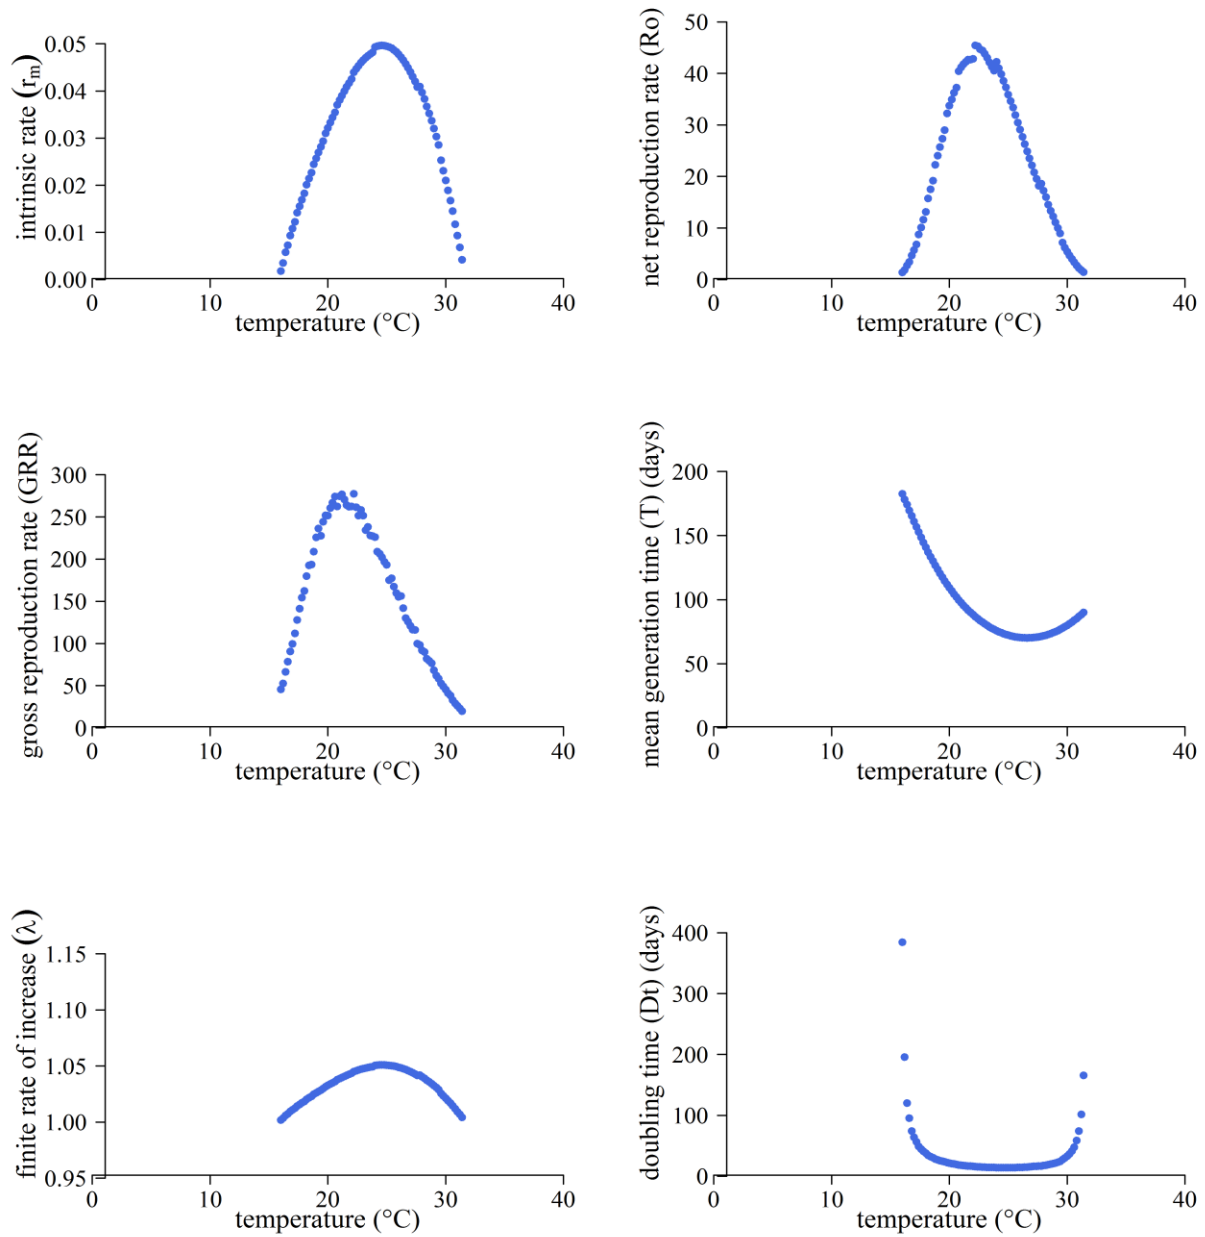 intrinsic rate (rm)
0.05
0.04
0.03
0.02
0.01
0.00
0 10 20 30 40
temperature (°C)
net reproduction rate (Ro)
50
40
30
20
10
0
0 10 20 30 40
temperature (°C)
gross reproduction rate (GRR)
300
250
200
150
100
50
0
0 10 20 30 40
temperature (°C)
mean generation time (T) (days)
200
150
100
50
0
0 10 20 30 40
temperature (°C)
finite rate of increase (λ)
1.15
1.10
1.05
1.00
0.95
0 10 20 30 40
temperature (°C)
doubling time (Dt) (days)
400
300
200
100
0
0 10 20 30 40
temperature (°C)